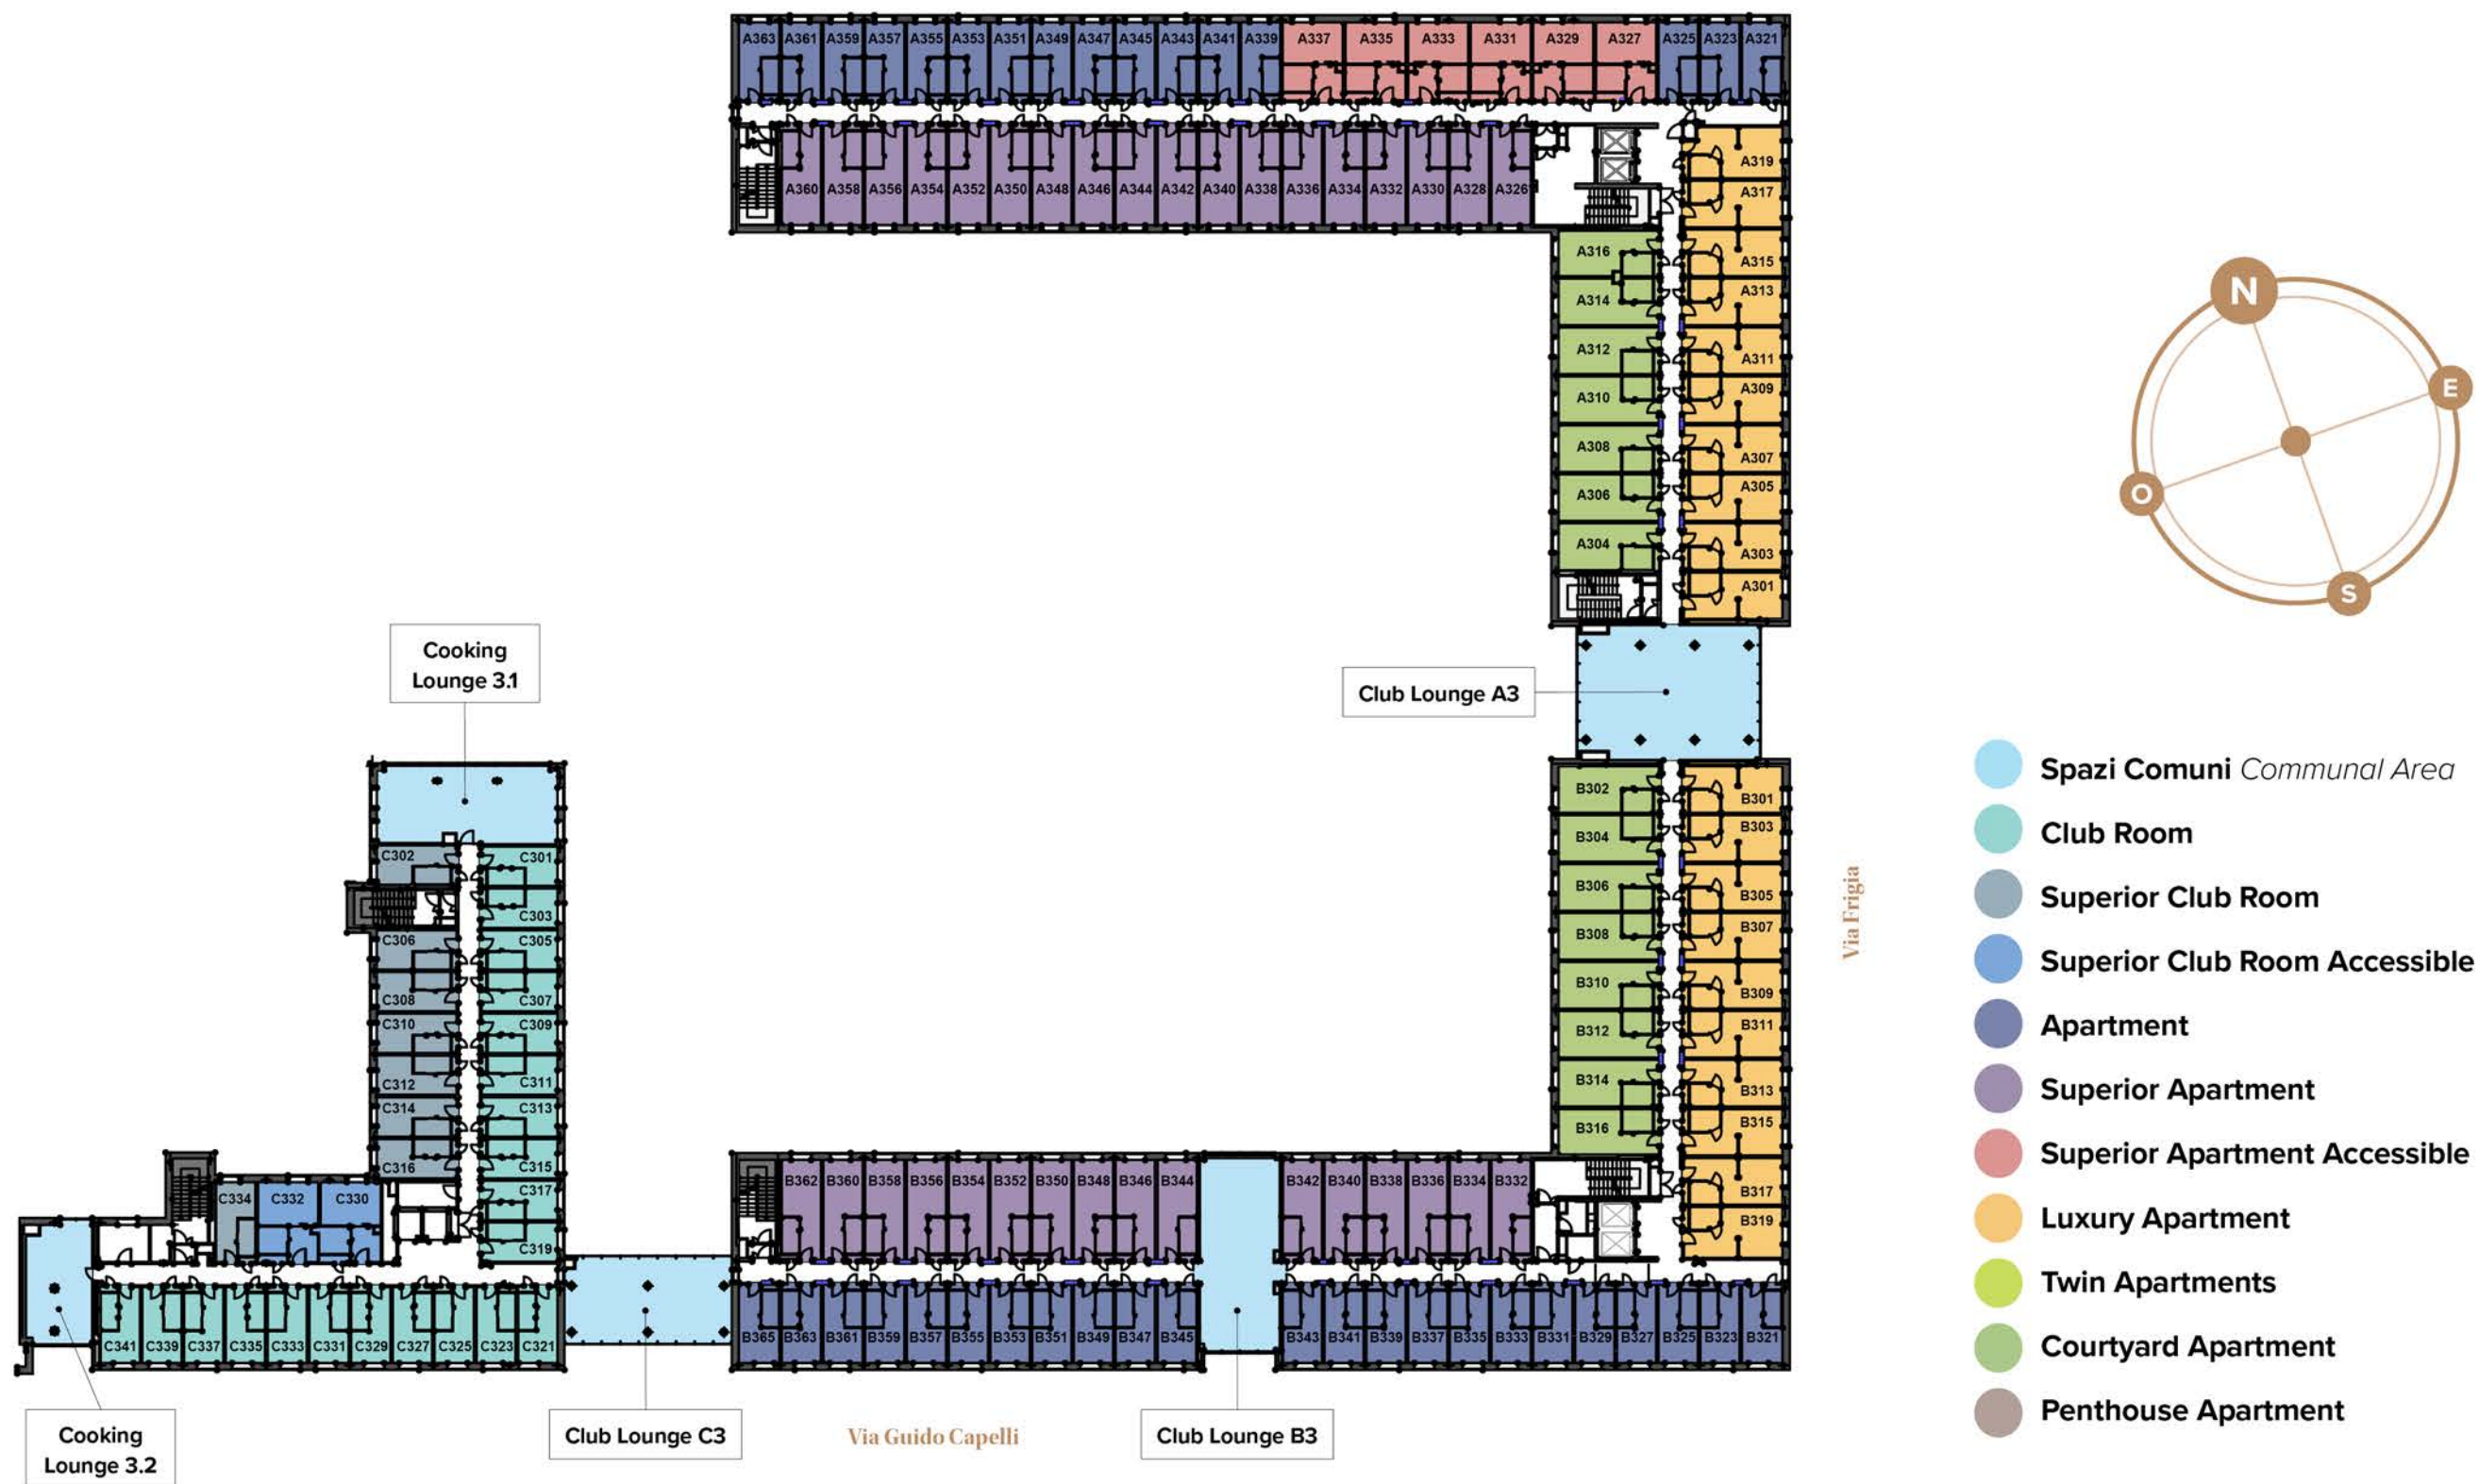 A363 A361 A359 A357 A355 A353 A351 A349 A347 A345 A343 A341 A339 A337 A335 A333 A331 A329 A327 A325 A323 A321
A360 A358 A356 A354 A352 A350 A348 A346 A344 A342 A340 A338 A336 A334 A332 A330 A328 A326
A319
A317
A316
A315
A314
A313
A312
A311
A310
A309
A308
A307
A306
A305
A304
A303
A301
N
E
O
S
Cooking
Lounge 3.1
Club Lounge A3
B302
B301
B304
B303
B306
B305
B308
B307
B310
B309
B312
B311
B314
B313
B316
B315
B317
B319
Via Frigia
C302
C301
C303
C306
C305
C308
C307
C310
C309
C312
C311
C314
C313
C316
C315
C317
C319
C334 C332 C330
B362 B360 B358 B356 B354 B352 B350 B348 B346 B344 B342 B340 B338 B336 B334 B332
C341 C339 C337 C335 C333 C331 C329 C327 C325 C323 C321
B365 B363 B361 B359 B357 B355 B353 B351 B349 B347 B345 B343 B341 B339 B337 B335 B333 B331 B329 B327 B325 B323 B321
Cooking
Lounge 3.2
Club Lounge C3
Via Guido Capelli
Club Lounge B3
Spazi Comuni Communal Area
Club Room
Superior Club Room
Superior Club Room Accessible
Apartment
Superior Apartment
Superior Apartment Accessible
Luxury Apartment
Twin Apartments
Courtyard Apartment
Penthouse Apartment